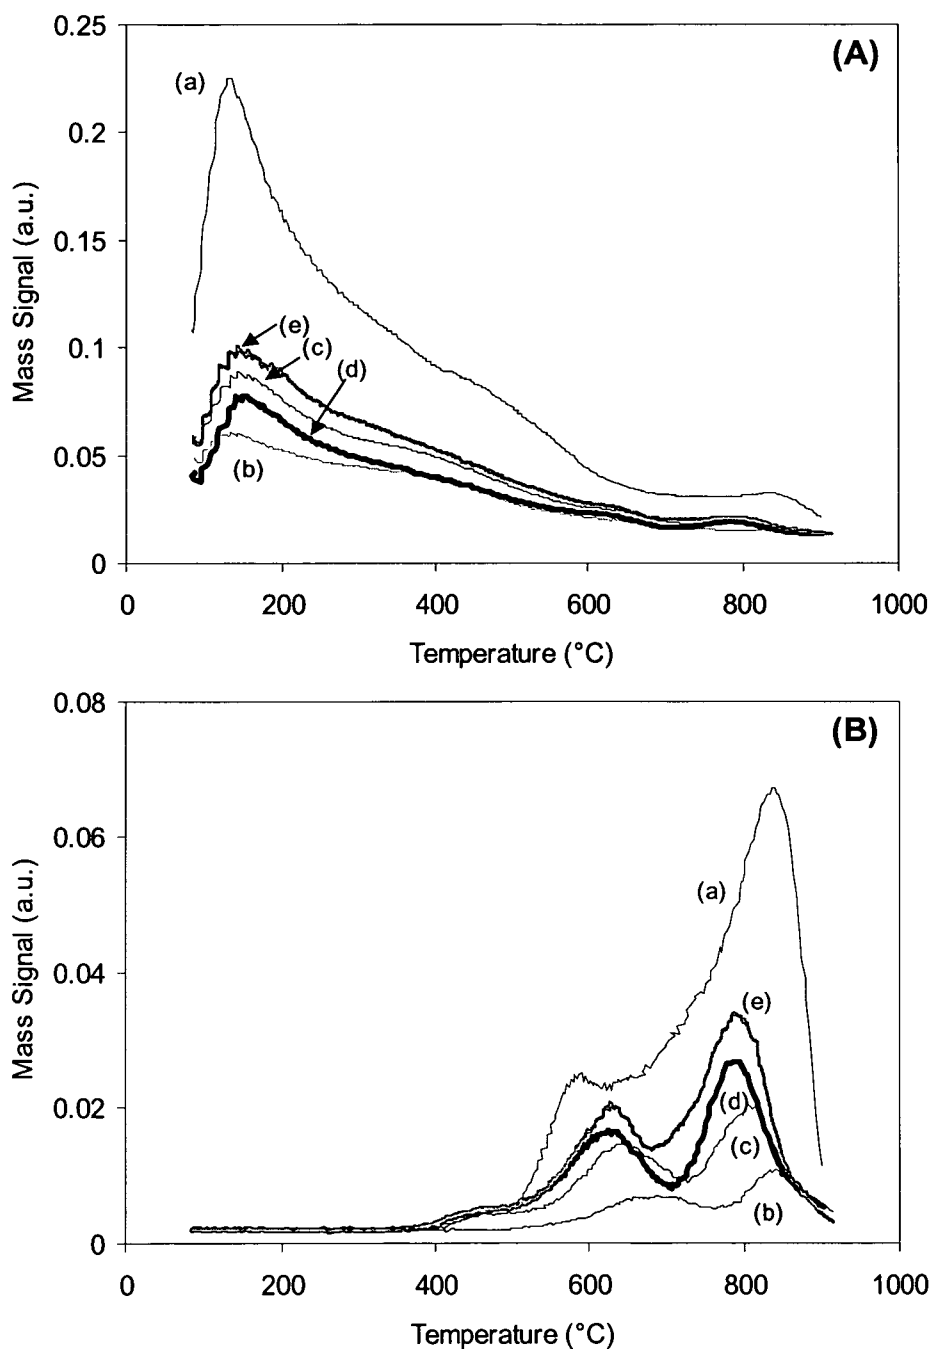 (A)
0.25
0.2
0.15
0.1
0.05
0
Mass Signal (a.u.)
(a)
(e)
(c)
(d)
(b)
0 200 400 600 800 1000
Temperature (°C)
(B)
0.08
0.06
0.04
0.02
0
Mass Signal (a.u.)
(a)
(e)
(d)
(c)
(b)
0 200 400 600 800 1000
Temperature (°C)